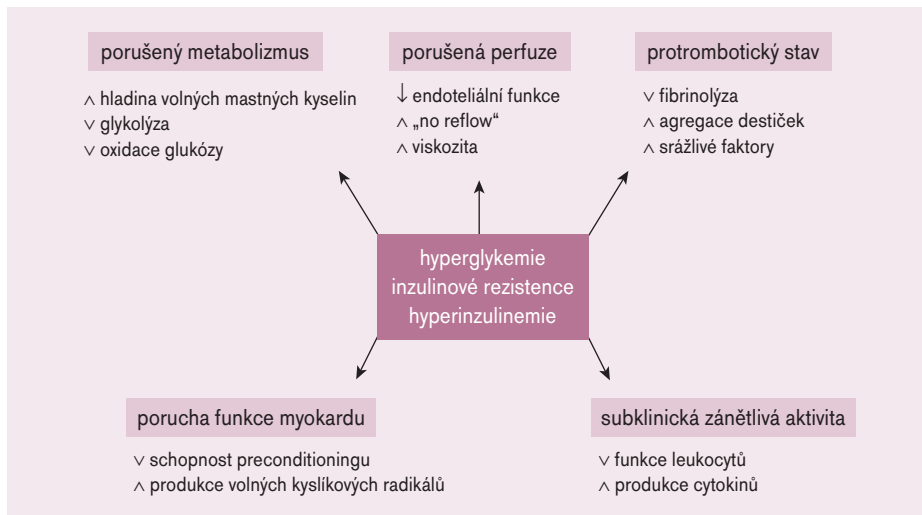 porušený metabolizmus
∧ hladina volných mastných kyselin
∨ glykolýza
∨ oxidace glukózy
porušená perfuze
↓ endoteliální funkce
∧ „no reflow“
∧ viskozita
protrombotický stav
∨ fibrinolýza
∧ agregace destiček
∧ srážlivé faktory
hyperglykemie
inzulinové rezistence
hyperinzulinemie
porucha funkce myokardu
∨ schopnost preconditioningu
∧ produkce volných kyslíkových radikálů
subklinická zánětlivá aktivita
∨ funkce leukocytů
∧ produkce cytokinů